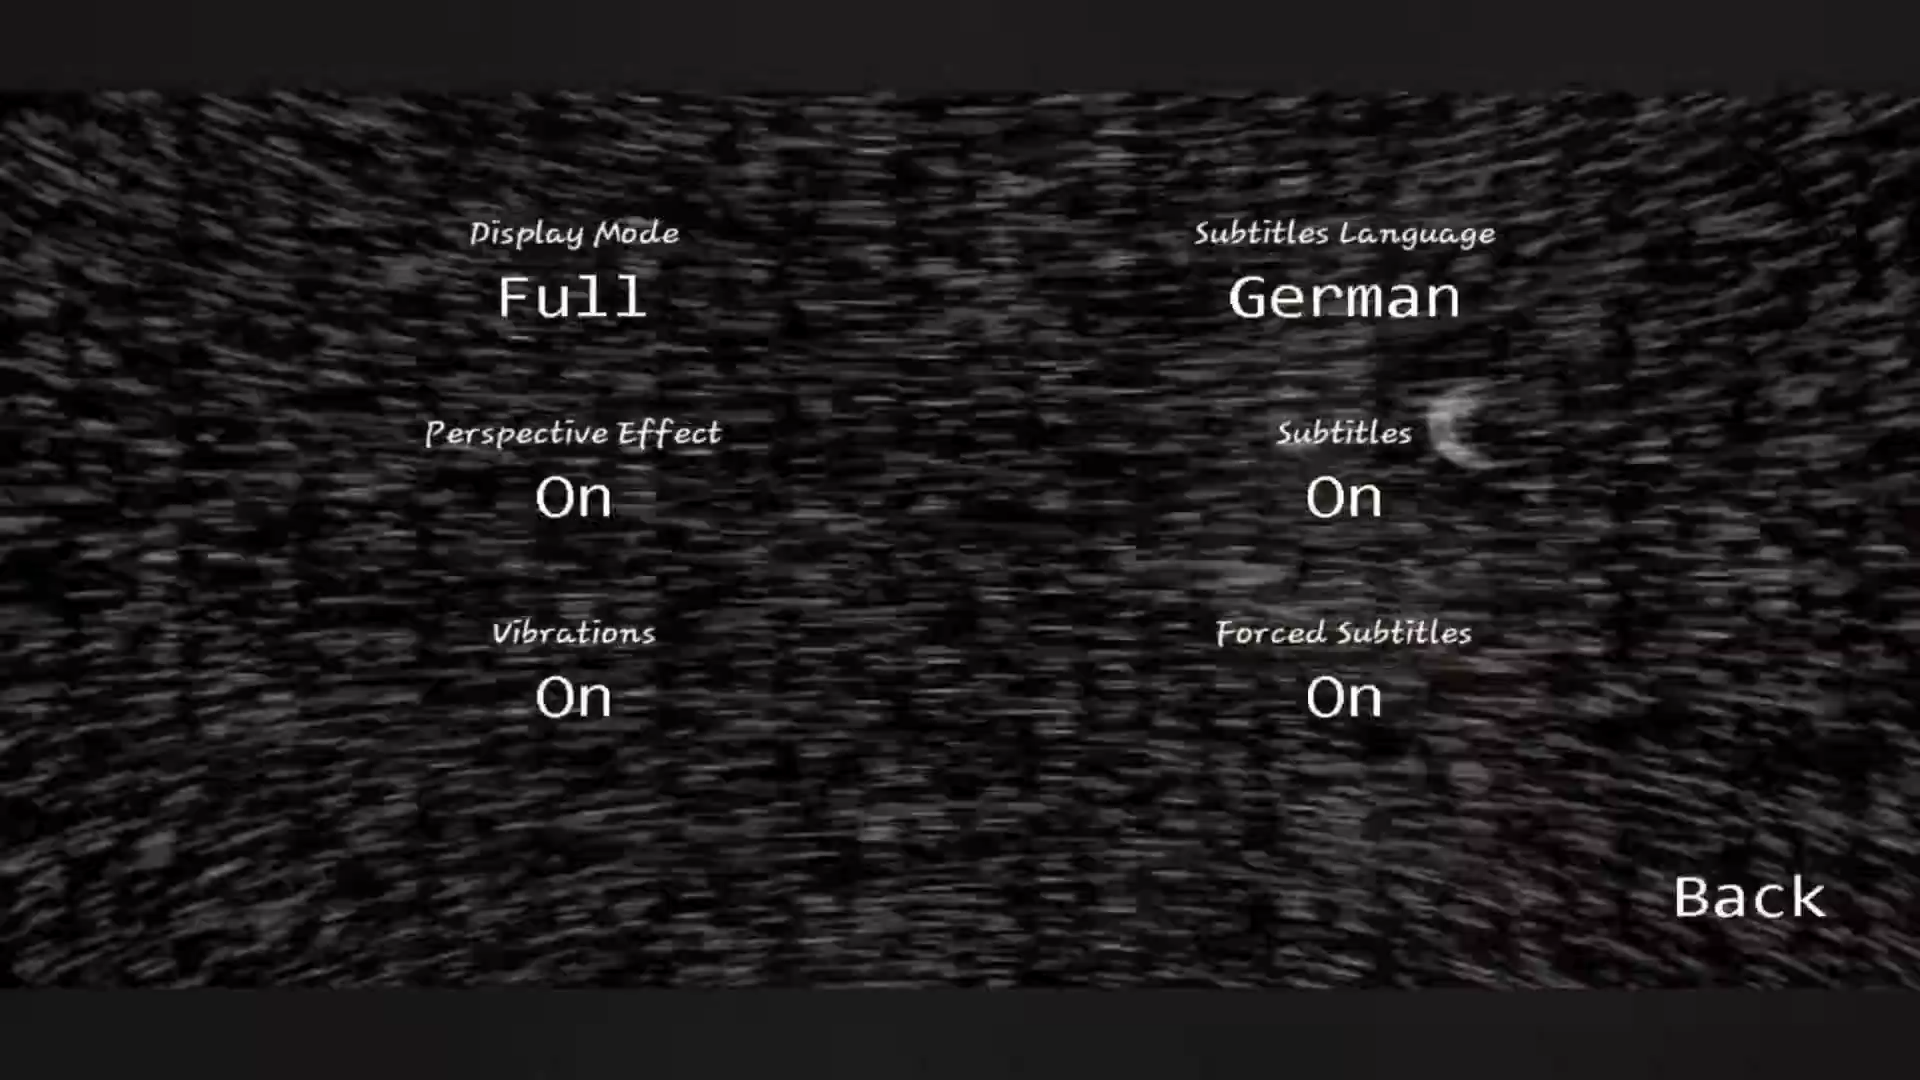 Display Mode
Full
Perspective Effect
On
Vibrations
On
Subtitles Language
German
Subtitles
On
Forced Subtitles
On
Back